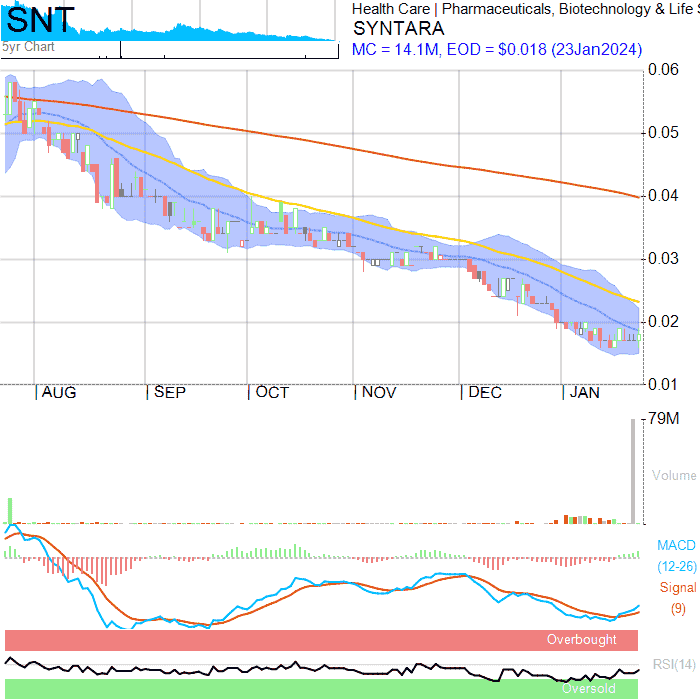 SNT
5yr Chart
Health Care | Pharmaceuticals, Biotechnology & Life
SYNTARA
MC = 14.1M, EOD = $0.018 (23Jan2024)
0.06
0.05
0.04
0.03
0.02
0.01
AUG SEP OCT NOV DEC JAN
79M
Volume
MACD
(12-26)
Signal
(9)
Overbought
RSI(14)
Oversold